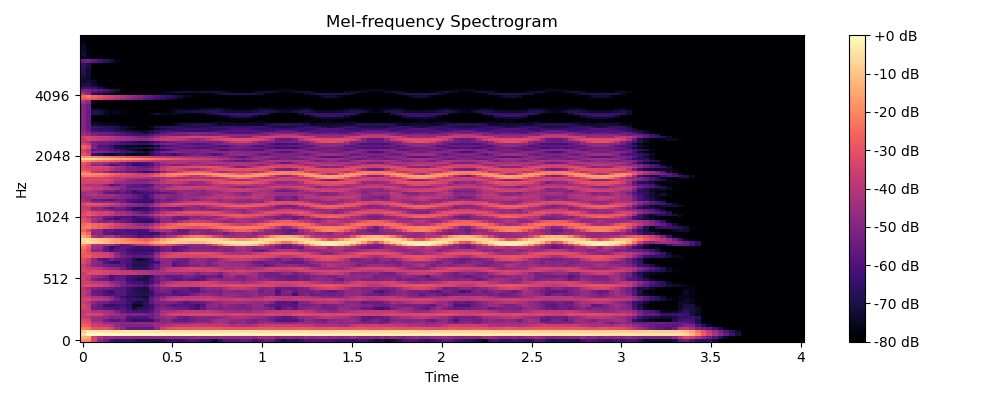 Mel-frequency Spectrogram
Hz
4096
2048
1024
512
0
0
0.5
1
1.5
2
2.5
3
3.5
4
Time
+0 dB
-10 dB
-20 dB
-30 dB
-40 dB
-50 dB
-60 dB
-70 dB
-80 dB